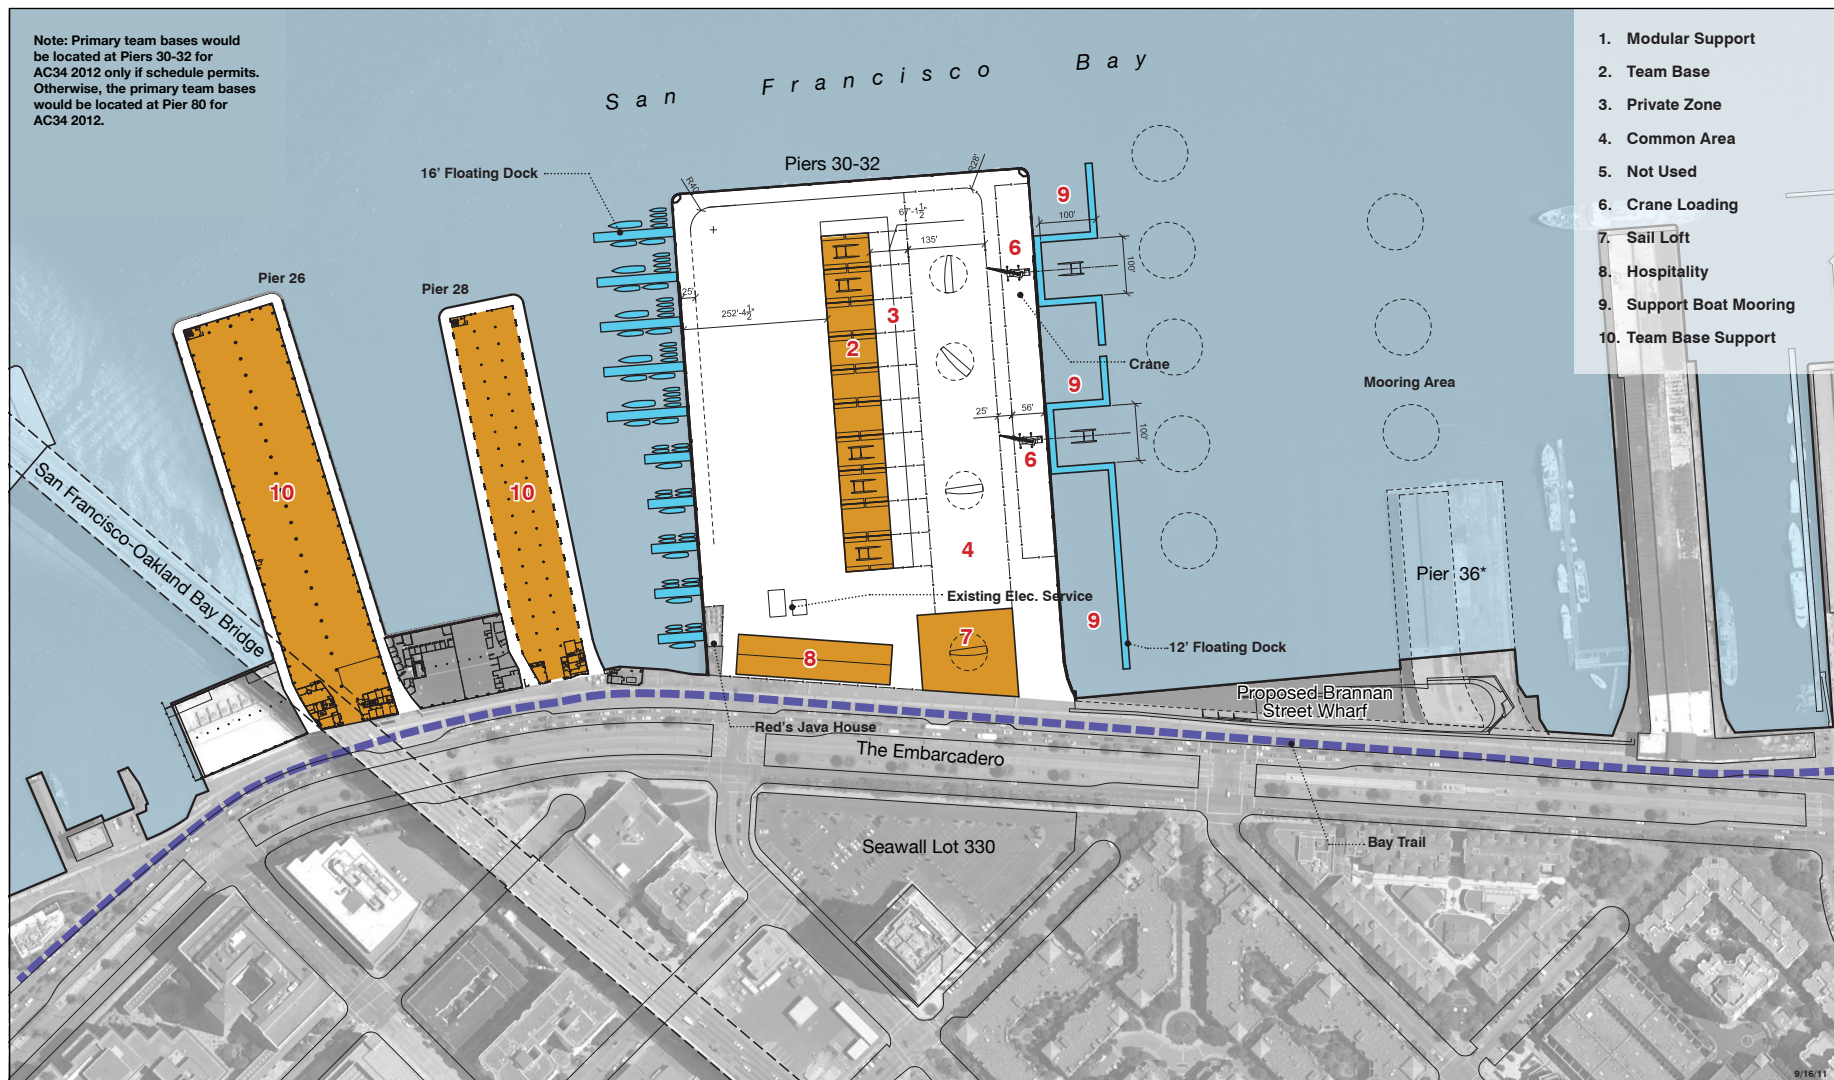 Note: Primary team bases would
be located at Piers 30-32 for
AC34 2012 only if schedule permits.
Otherwise, the primary team bases
would be located at Pier 80 for
AC34 2012.
San Francisco Bay
1. Modular Support
2. Team Base
3. Private Zone
4. Common Area
5. Not Used
6. Crane Loading
7. Sail Loft
8. Hospitality
9. Support Boat Mooring
10. Team Base Support
Piers 30-32
16' Floating Dock
R40'
R28'
67'-1½"
135'
100'
100'
25'
252'-4½"
25'
56'
100'
Pier 26
Pier 28
9
6
3
2
9
6
10
10
4
9
7
8
Crane
Mooring Area
Pier 36*
San Francisco-Oakland Bay Bridge
Existing Elec. Service
12' Floating Dock
Proposed Brannan
Street Wharf
Red's Java House
The Embarcadero
Seawall Lot 330
Bay Trail
9/16/11